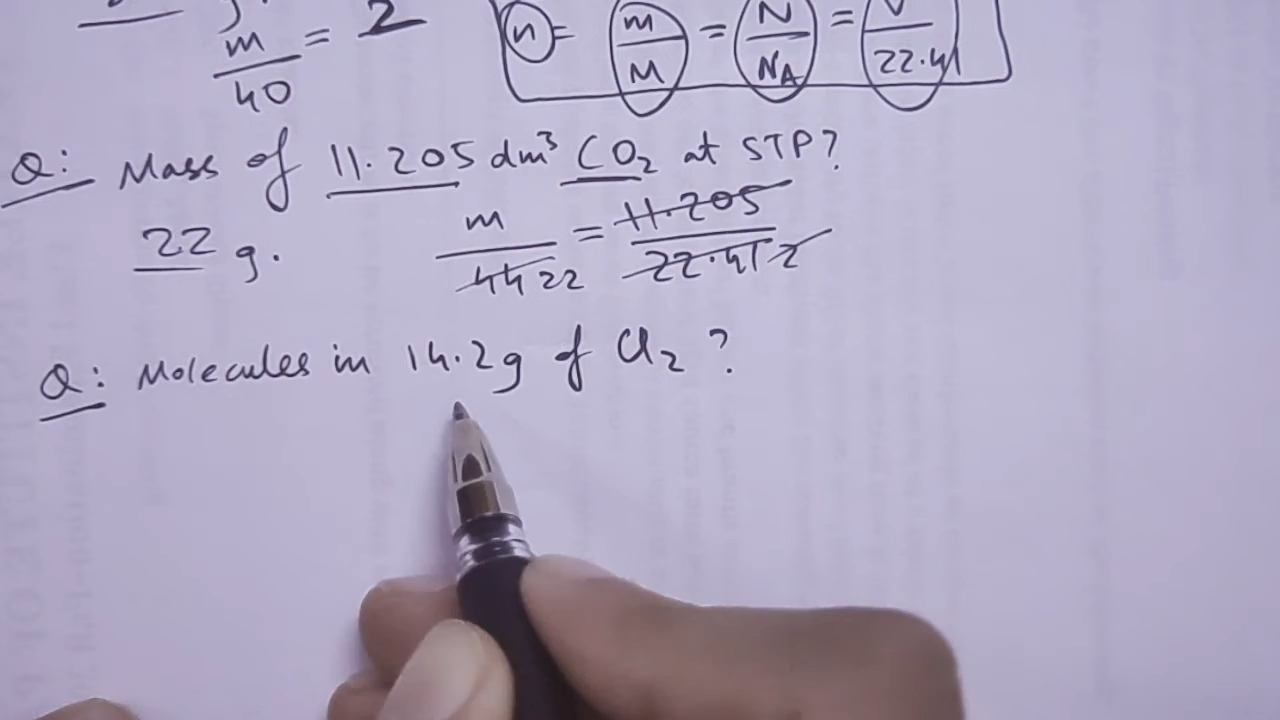 m/40 = 2
n = m/M = N/NA = V/22.41
Q: Mass of 11.205 dm³ CO₂ at STP?
22 g. m/44 22 = 11.205/22.41 2
Q: Molecules in 14.2g of Cl₂ ?